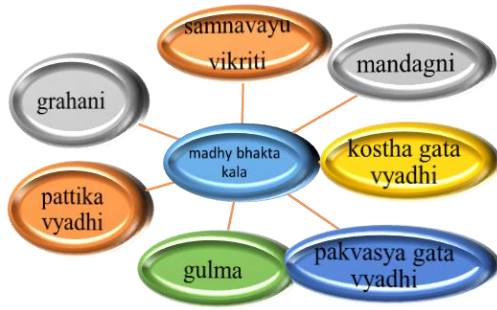 samnavayu
vikriti
mandagni
grahani
madhy bhakta
kala
kostha gata
vyadhi
pattika
vyadhi
gulma
pakvasya gata
vyadhi